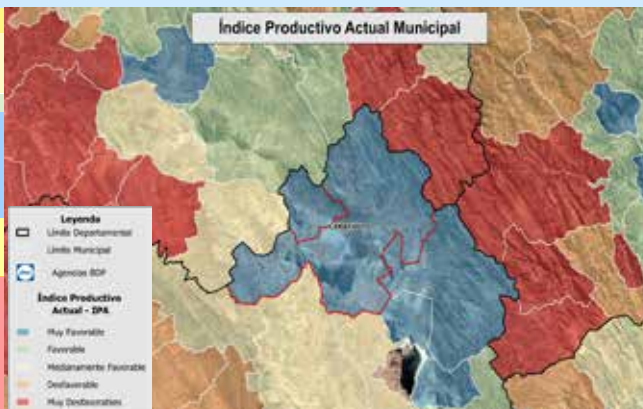 Índice Productivo Actual Municipal
Leyenda
Límite Departamental
Límite Municipal
Agencias BDP
Índice Productivo
Actual - IPA
Muy Favorable
Favorable
Medianamente Favorable
Desfavorable
Muy Desfavorables